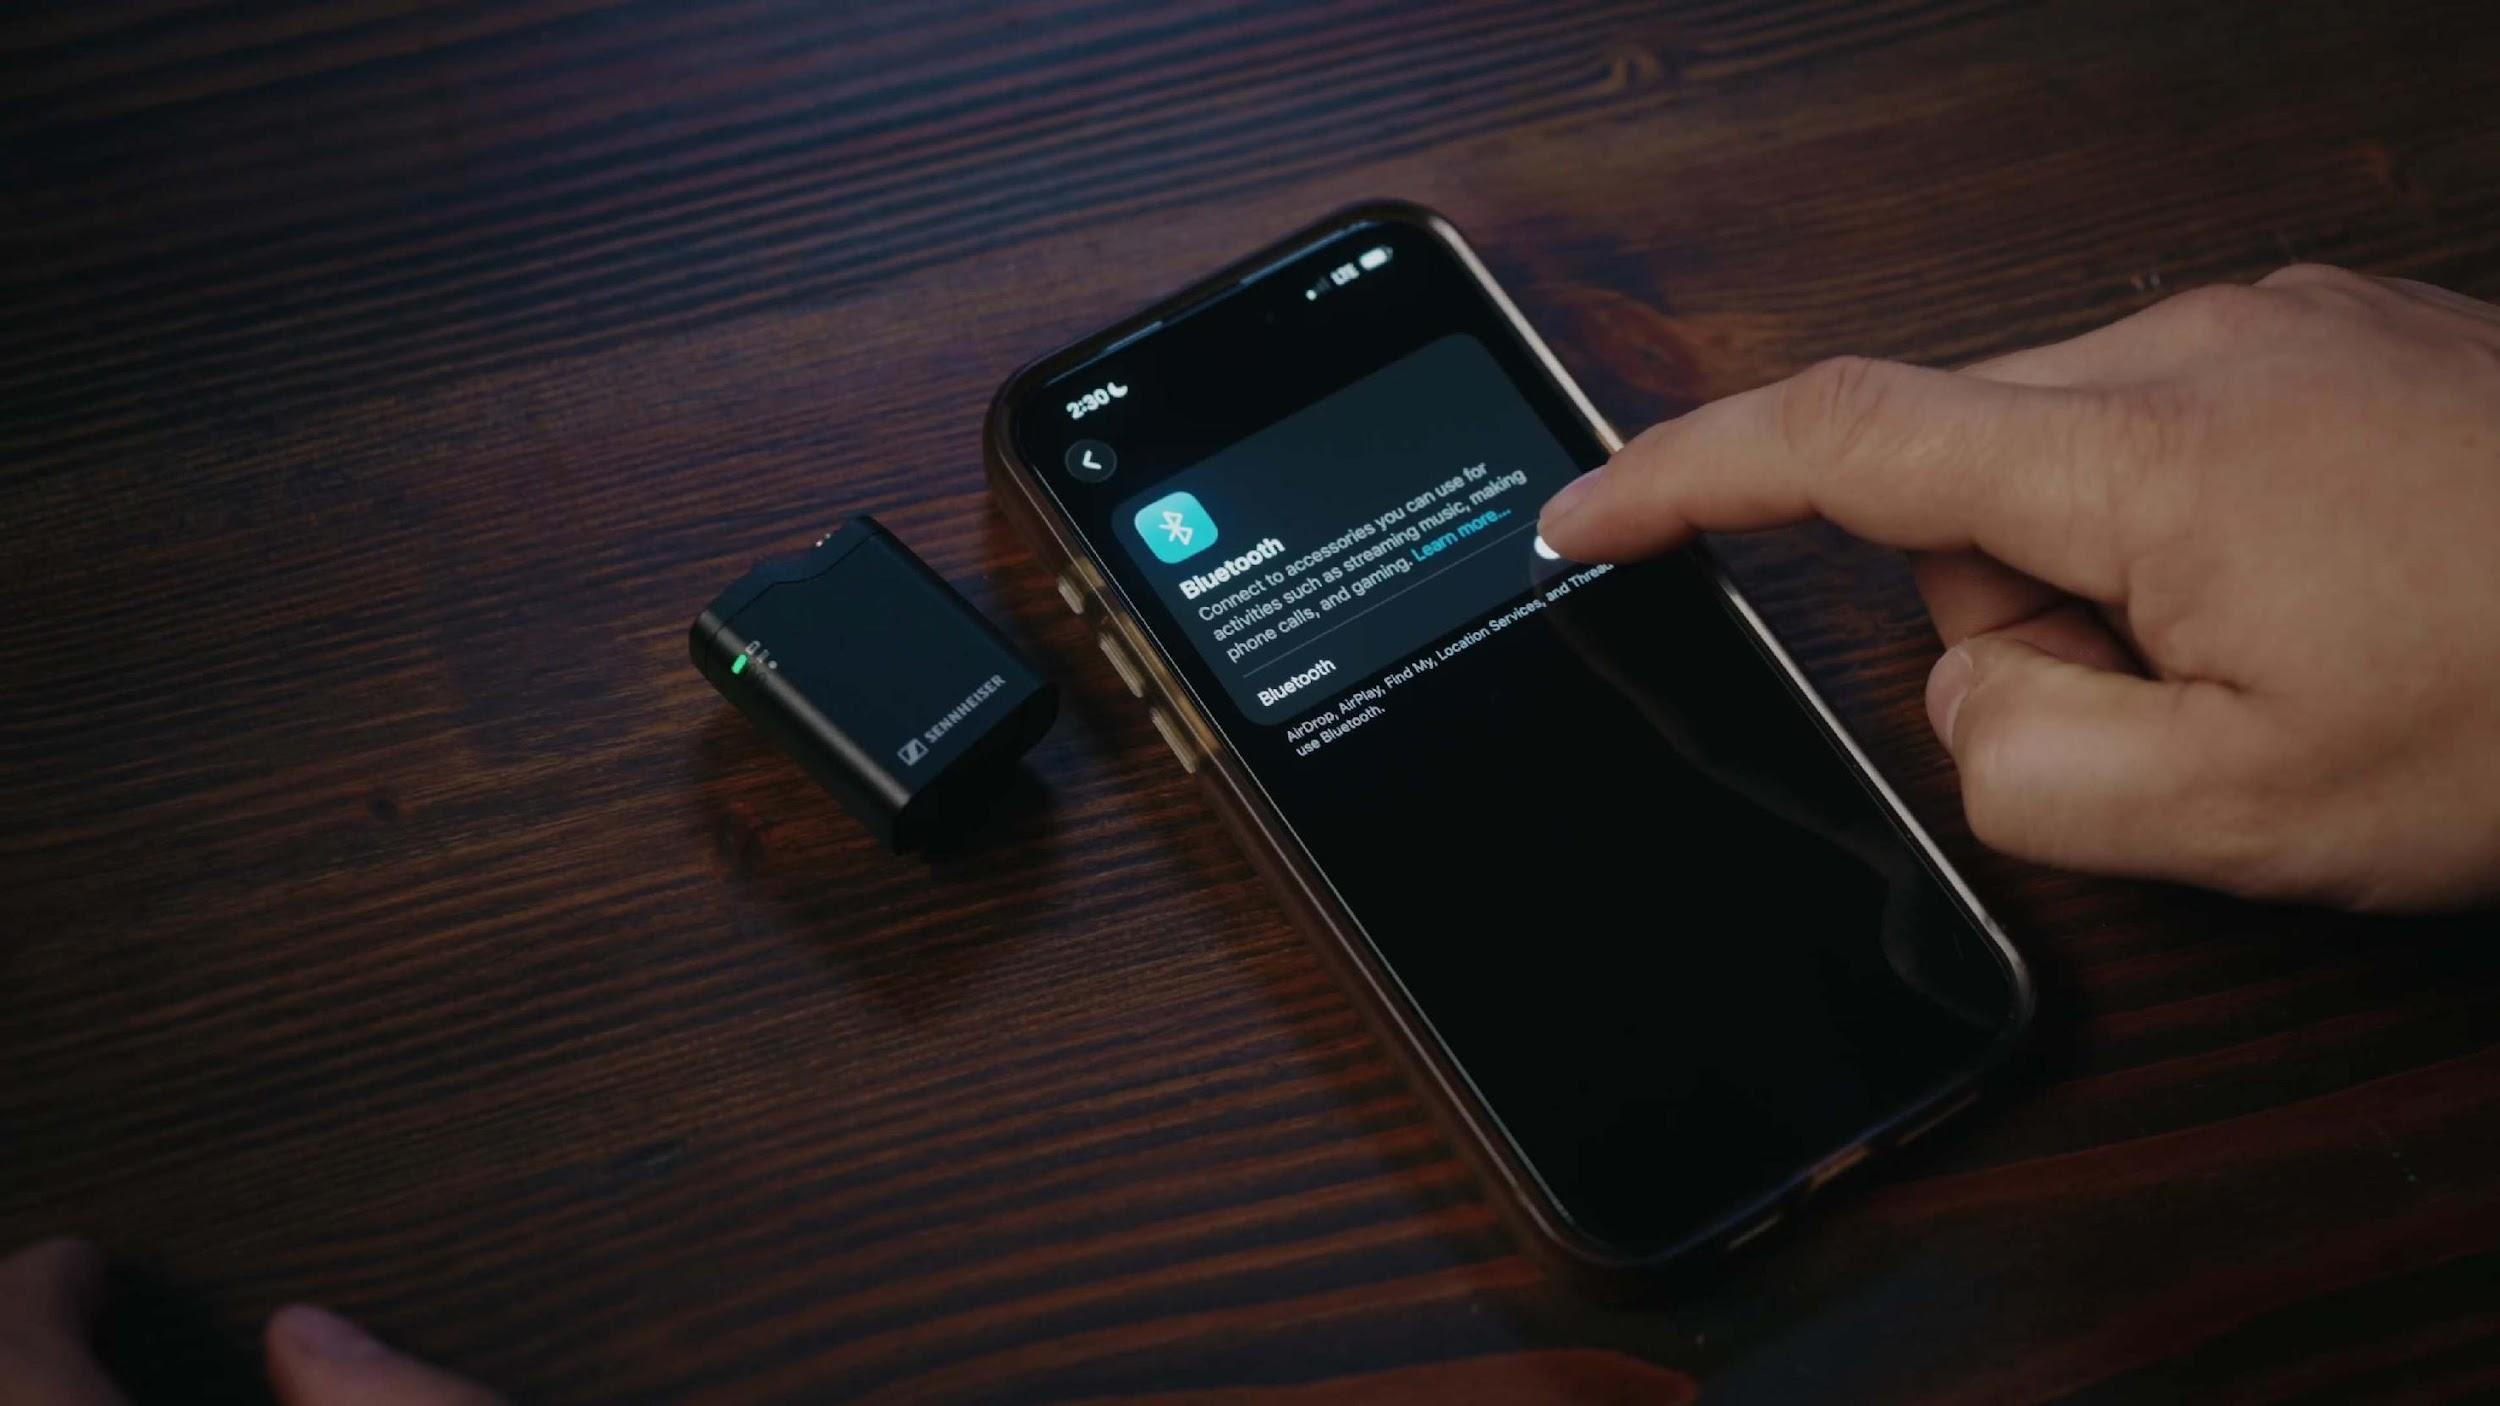 2:30
LTE
Bluetooth
Connect to accessories you can use for
activities such as streaming music, making
phone calls, and gaming. Learn more...
Bluetooth
AirDrop, AirPlay, Find My, Location Services, and Thread
use Bluetooth.
SENNHEISER